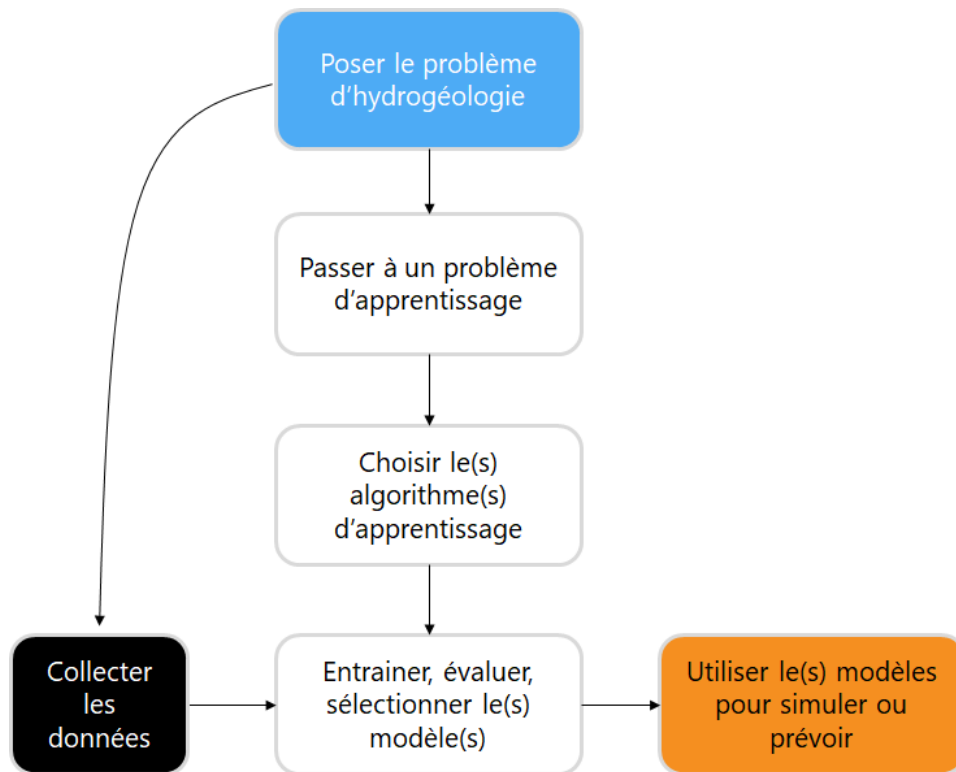 Poser le problème
d’hydrogéologie
Passer à un problème
d’apprentissage
Choisir le(s)
algorithme(s)
d’apprentissage
Collecter
les
données
Entrainer, évaluer,
sélectionner le(s)
modèle(s)
Utiliser le(s) modèles
pour simuler ou
prévoir